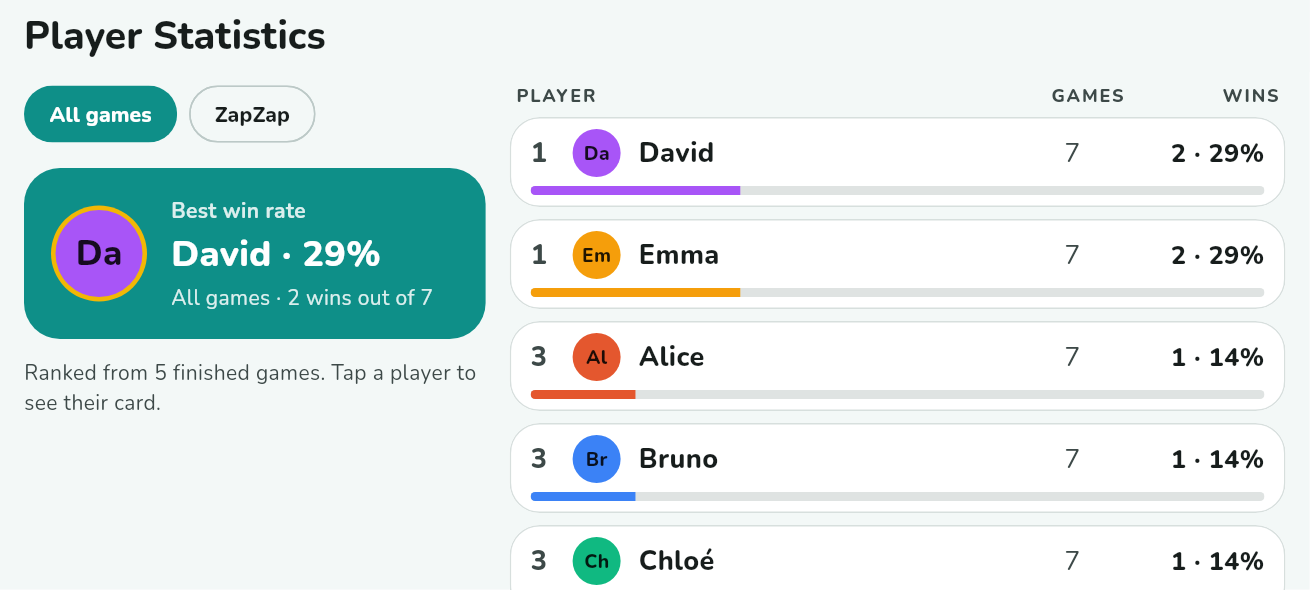 Player Statistics
All games
ZapZap
Da
Best win rate
David · 29%
All games · 2 wins out of 7
Ranked from 5 finished games. Tap a player to
see their card.
PLAYER GAMES WINS
1 Da David 7 2 · 29%
1 Em Emma 7 2 · 29%
3 Al Alice 7 1 · 14%
3 Br Bruno 7 1 · 14%
3 Ch Chloé 7 1 · 14%